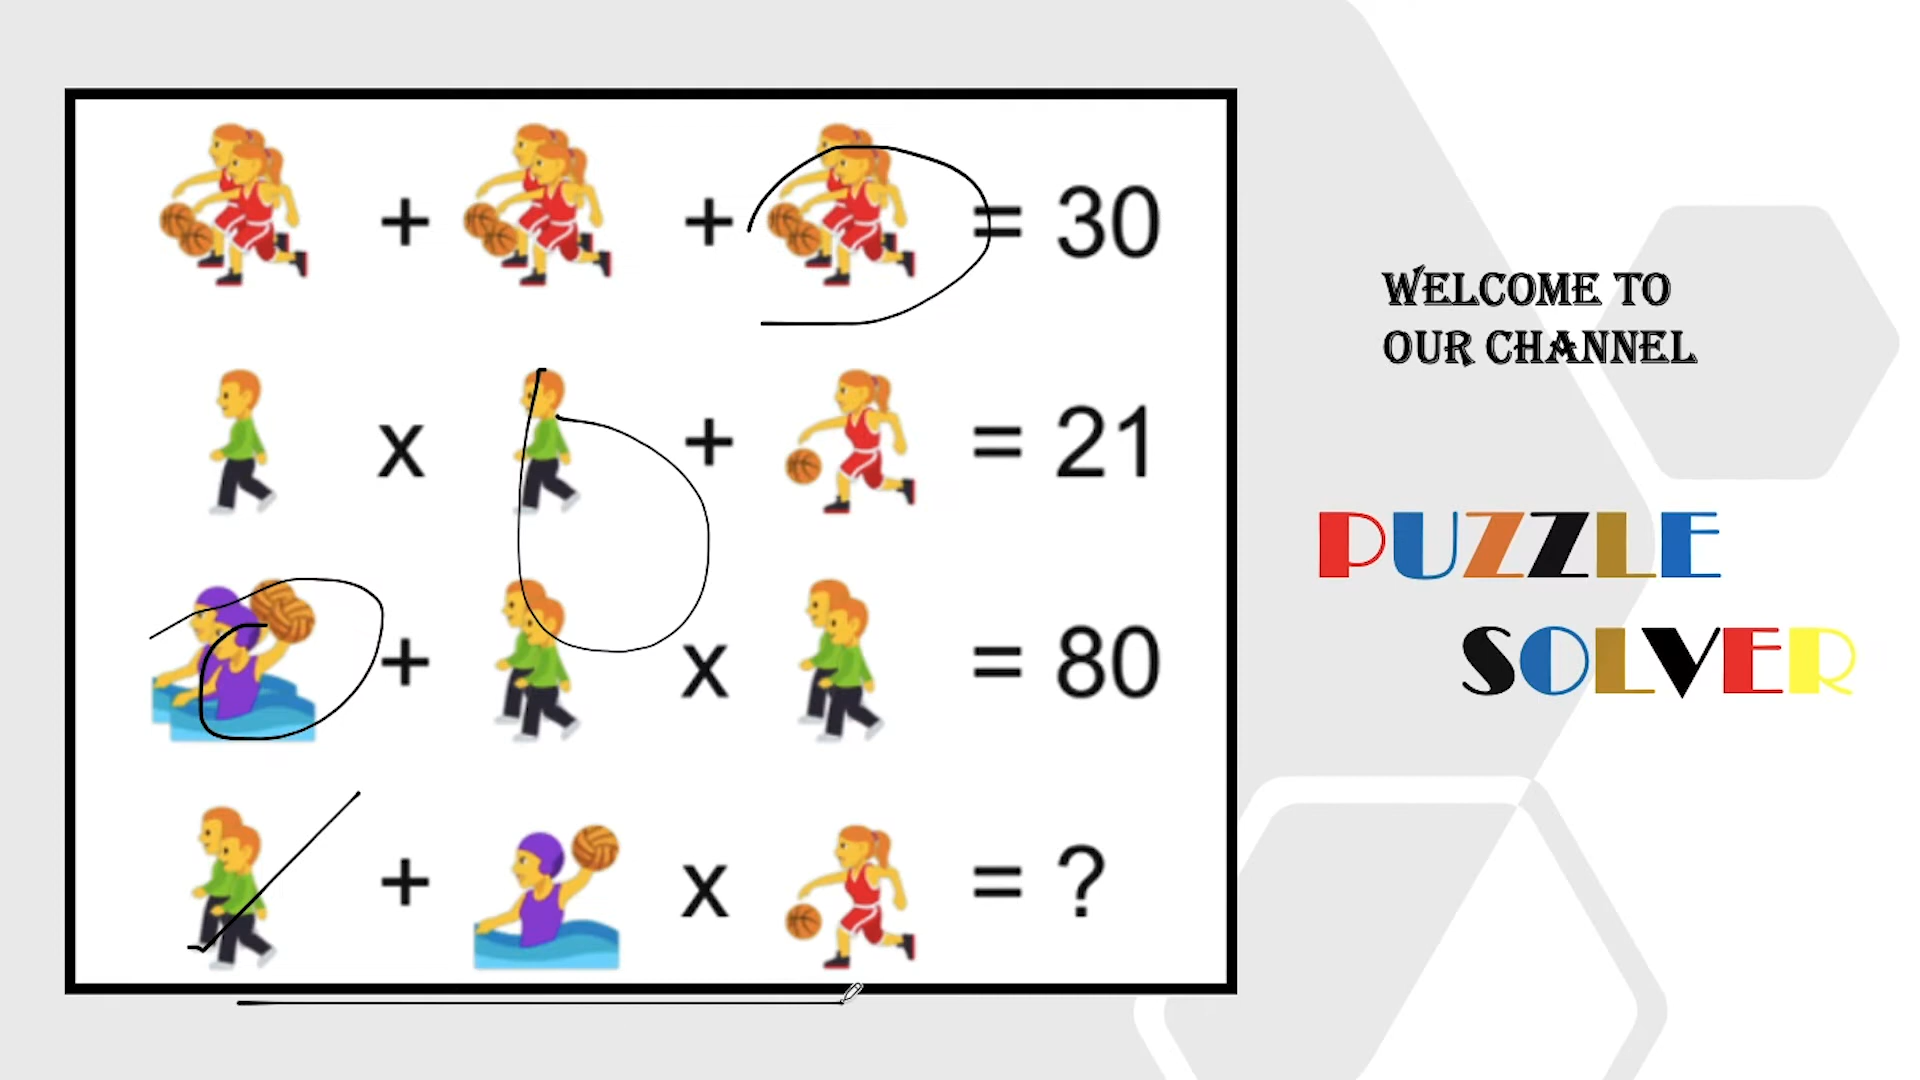 + + = 30
x + = 21
+ x = 80
+ x = ?
WELCOME TO
OUR CHANNEL
PUZZLE
SOLVER